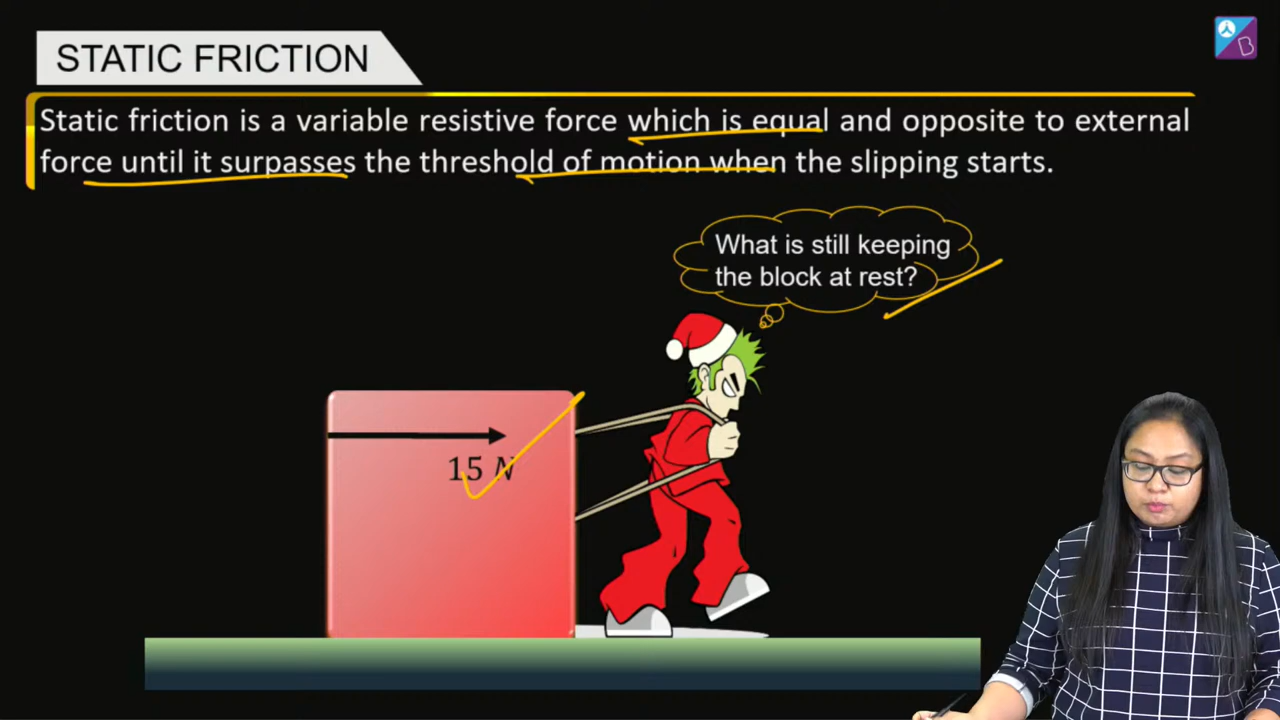 STATIC FRICTION
Static friction is a variable resistive force which is equal and opposite to external
force until it surpasses the threshold of motion when the slipping starts.
What is still keeping
the block at rest?
15 N
B